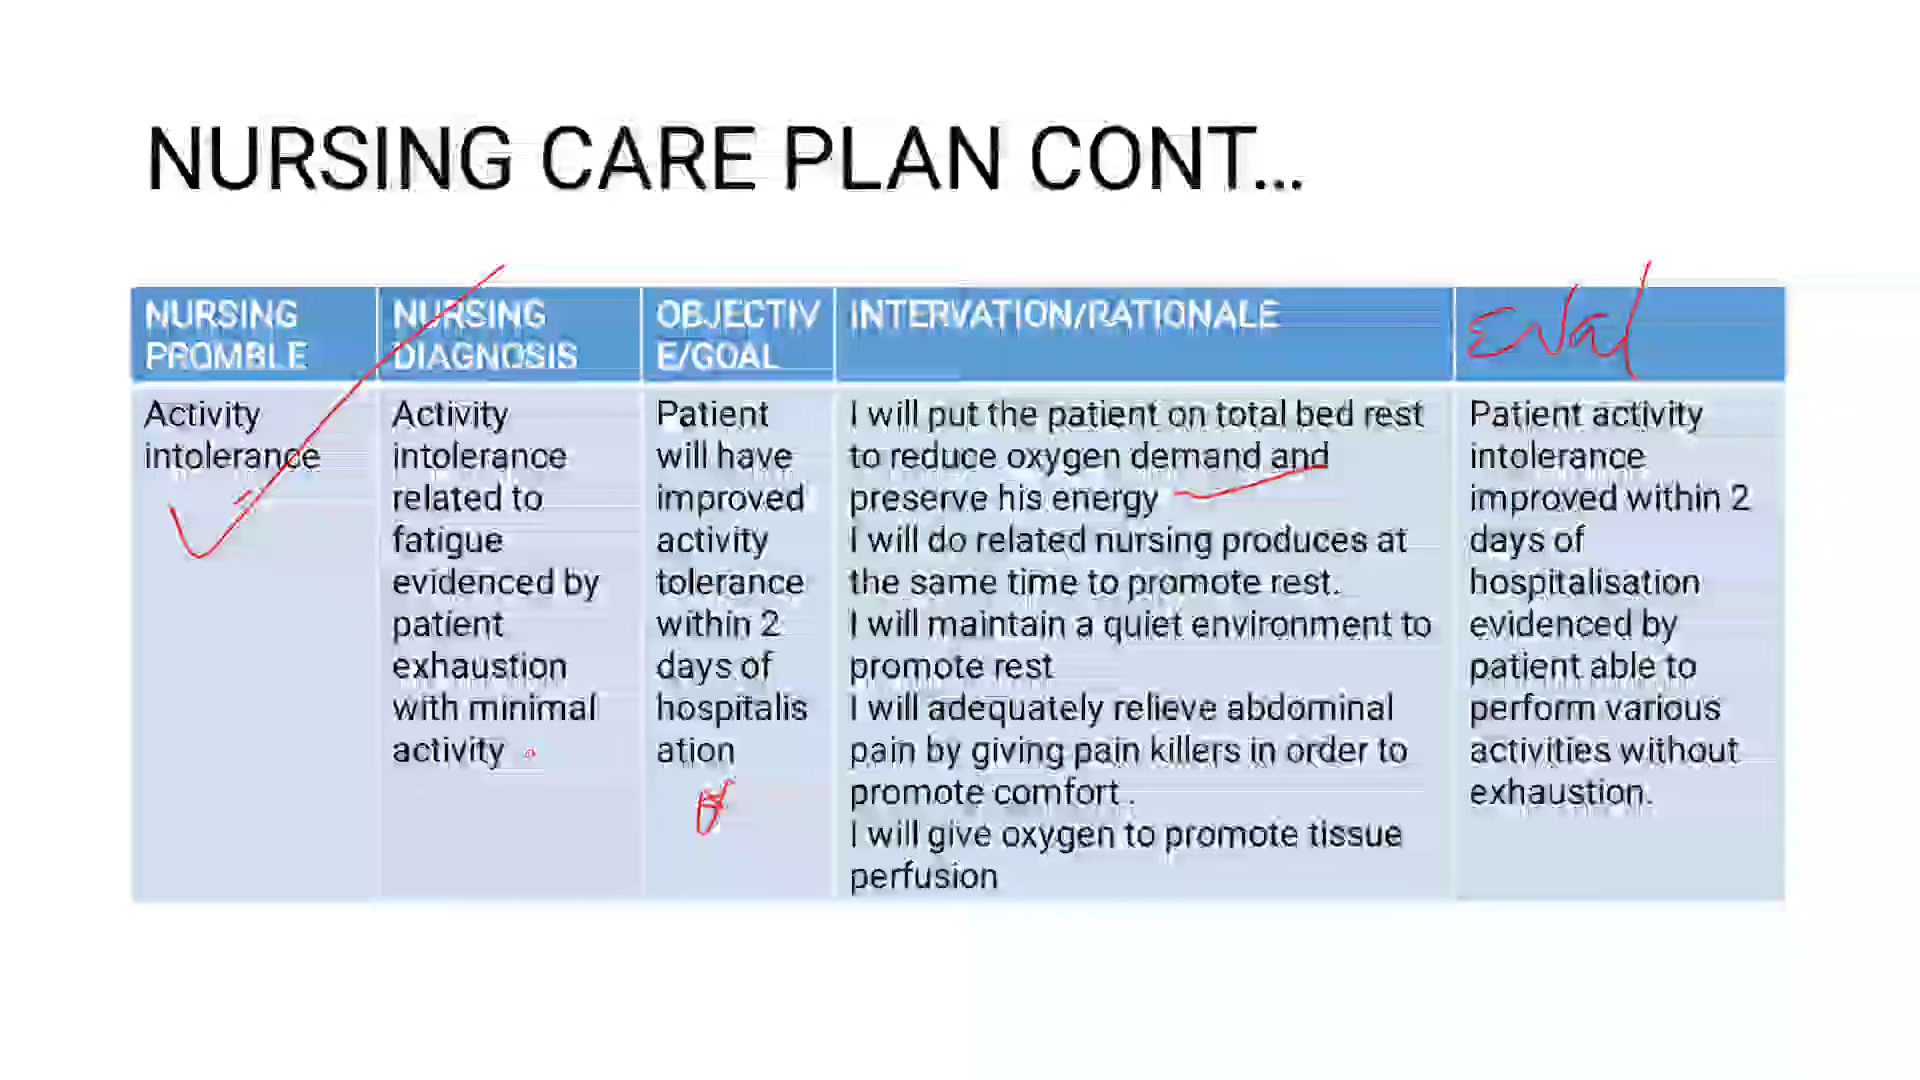 NURSING CARE PLAN CONT...
NURSING
PROMBLE
NURSING
DIAGNOSIS
OBJECTIV
E/GOAL
INTERVATION/RATIONALE
eval
Activity
intolerance
Activity
intolerance
related to
fatigue
evidenced by
patient
exhaustion
with minimal
activity
Patient
will have
improved
activity
tolerance
within 2
days of
hospitalis
ation
I will put the patient on total bed rest
to reduce oxygen demand and
preserve his energy
I will do related nursing produces at
the same time to promote rest.
I will maintain a quiet environment to
promote rest
I will adequately relieve abdominal
pain by giving pain killers in order to
promote comfort .
I will give oxygen to promote tissue
perfusion
Patient activity
intolerance
improved within 2
days of
hospitalisation
evidenced by
patient able to
perform various
activities without
exhaustion.